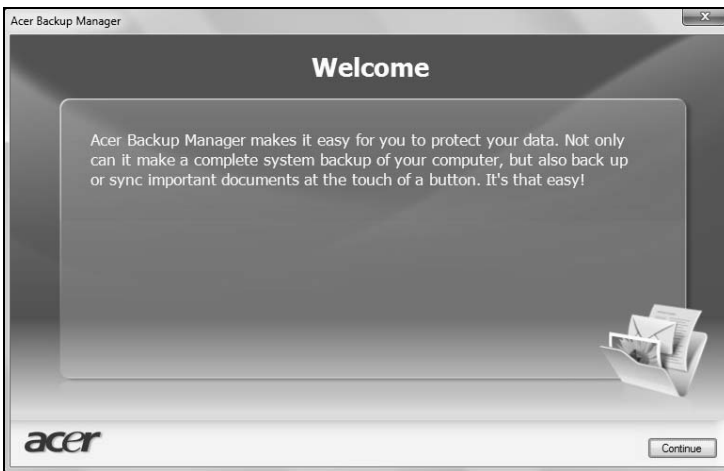 Acer Backup Manager
x
Welcome
Acer Backup Manager makes it easy for you to protect your data. Not only
can it make a complete system backup of your computer, but also back up
or sync important documents at the touch of a button. It's that easy!
acer
Continue